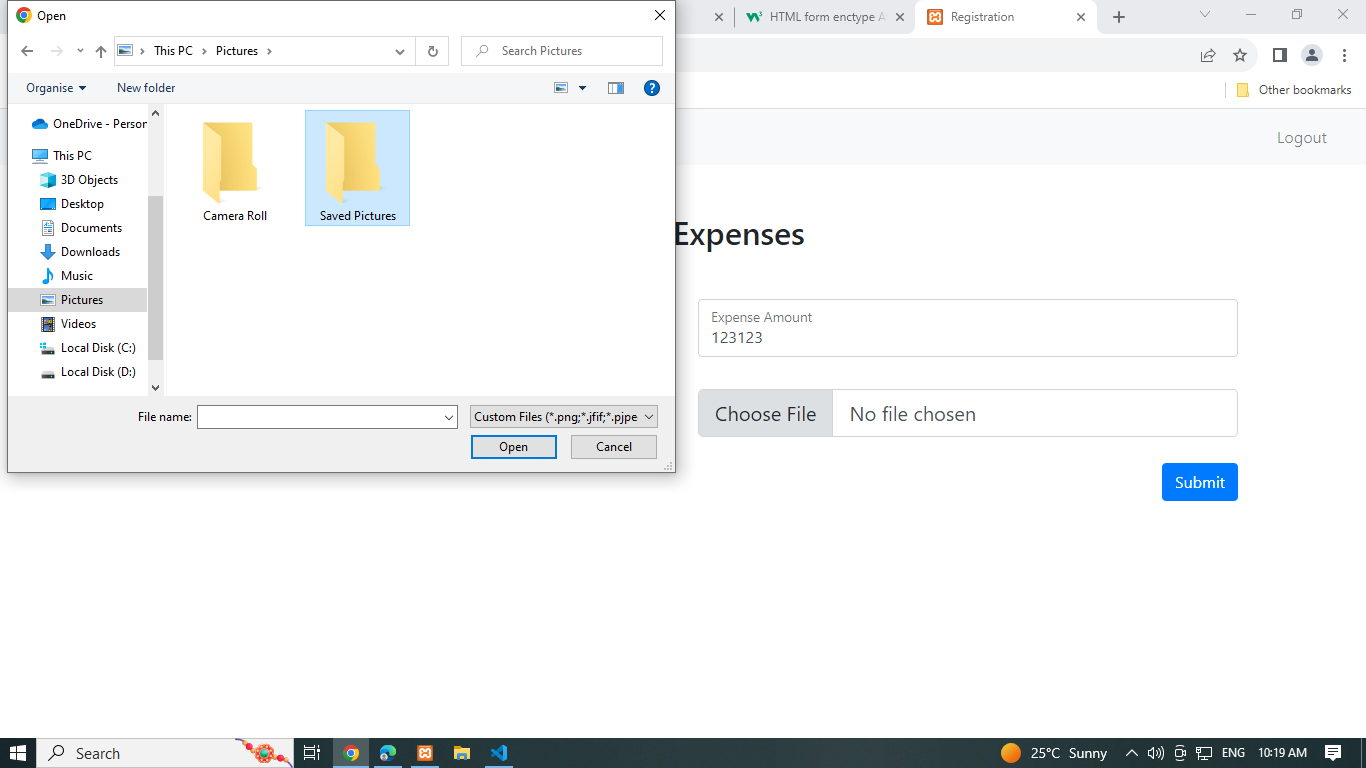 Open
HTML form enctype A
Registration
This PC
Pictures
Search Pictures
Organise
New folder
Other bookmarks
OneDrive - Person
This PC
3D Objects
Desktop
Documents
Downloads
Music
Pictures
Videos
Local Disk (C:)
Local Disk (D:)
Camera Roll
Saved Pictures
File name:
Custom Files (*.png;*.jfif;*.pjpe
Open
Cancel
Logout
Expenses
Expense Amount
123123
Choose File
No file chosen
Submit
Search
25°C Sunny
ENG
10:19 AM